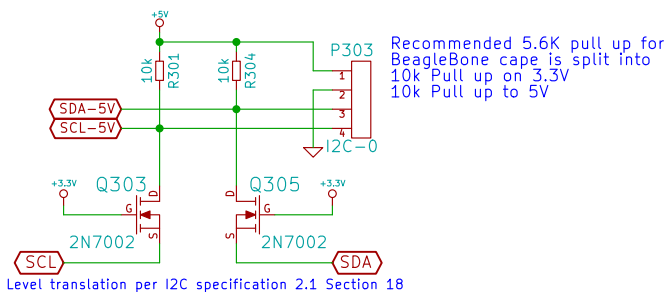 +5V
P303
Recommended 5.6K pull up for
BeagleBone cape is split into
10k Pull up on 3.3V
10k Pull up to 5V
10k
R301
10k
R304
1
2
3
4
SDA-5V
SCL-5V
I2C-0
+3.3V
Q303
D
G
S
2N7002
D
Q305
G
S
2N7002
+3.3V
SCL
SDA
Level translation per I2C specification 2.1 Section 18